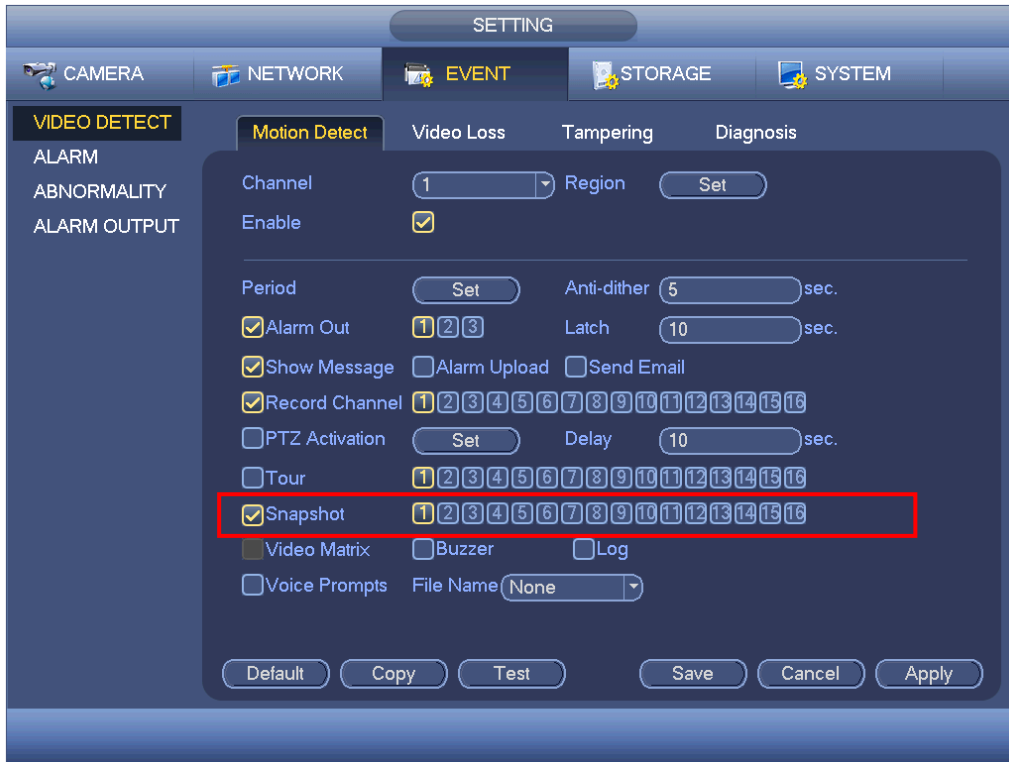 SETTING
CAMERA NETWORK EVENT STORAGE SYSTEM
VIDEO DETECT
ALARM
ABNORMALITY
ALARM OUTPUT
Motion Detect Video Loss Tampering Diagnosis
Channel 1 Region Set
Enable
Period Set Anti-dither 5 sec.
Alarm Out 1 2 3 Latch 10 sec.
Show Message Alarm Upload Send Email
Record Channel 1 2 3 4 5 6 7 8 9 10 11 12 13 14 15 16
PTZ Activation Set Delay 10 sec.
Tour 1 2 3 4 5 6 7 8 9 10 11 12 13 14 15 16
Snapshot 1 2 3 4 5 6 7 8 9 10 11 12 13 14 15 16
Video Matrix Buzzer Log
Voice Prompts File Name None
Default Copy Test Save Cancel Apply